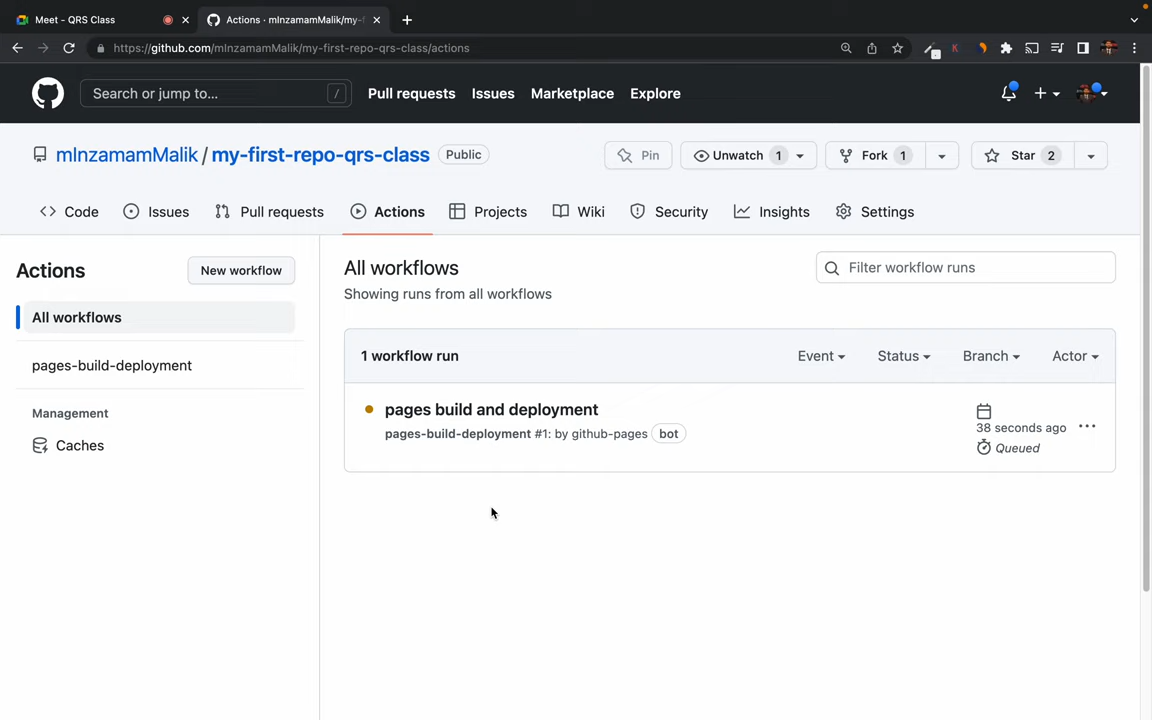 Meet - QRS Class
Actions · mInzamamMalik/my-f
https://github.com/mInzamamMalik/my-first-repo-qrs-class/actions
Search or jump to... /
Pull requests Issues Marketplace Explore
mInzamamMalik / my-first-repo-qrs-class Public
Pin Unwatch 1 Fork 1 Star 2
Code Issues Pull requests Actions Projects Wiki Security Insights Settings
Actions New workflow
All workflows
pages-build-deployment
Management
Caches
All workflows
Showing runs from all workflows
Filter workflow runs
1 workflow run Event Status Branch Actor
pages build and deployment
pages-build-deployment #1: by github-pages bot
38 seconds ago
Queued